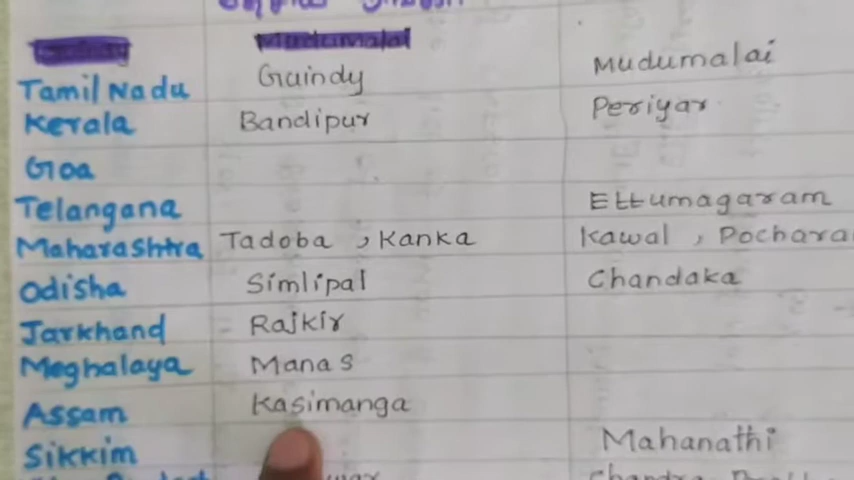 Mudumalai
Tamil Nadu Guindy Mudumalai
Kerala Bandipur Periyar
Goa
Telangana Ettumagaram
Maharashtra Tadoba , Kanka Kawal , Pochara
Odisha Simlipal Chandaka
Jarkhand Rajkir
Meghalaya Manas
Assam Kasimanga
Sikkim Mahanathi